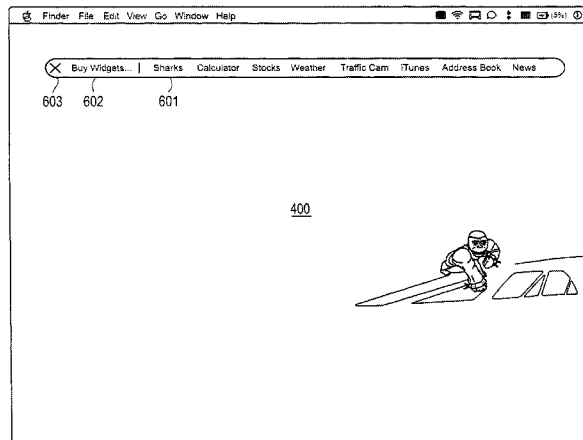 Finder File Edit View Go Window Help (5%)
Buy Widgets... Sharks Calculator Stocks Weather Traffic Cam iTunes Address Book News
603 602 601
400